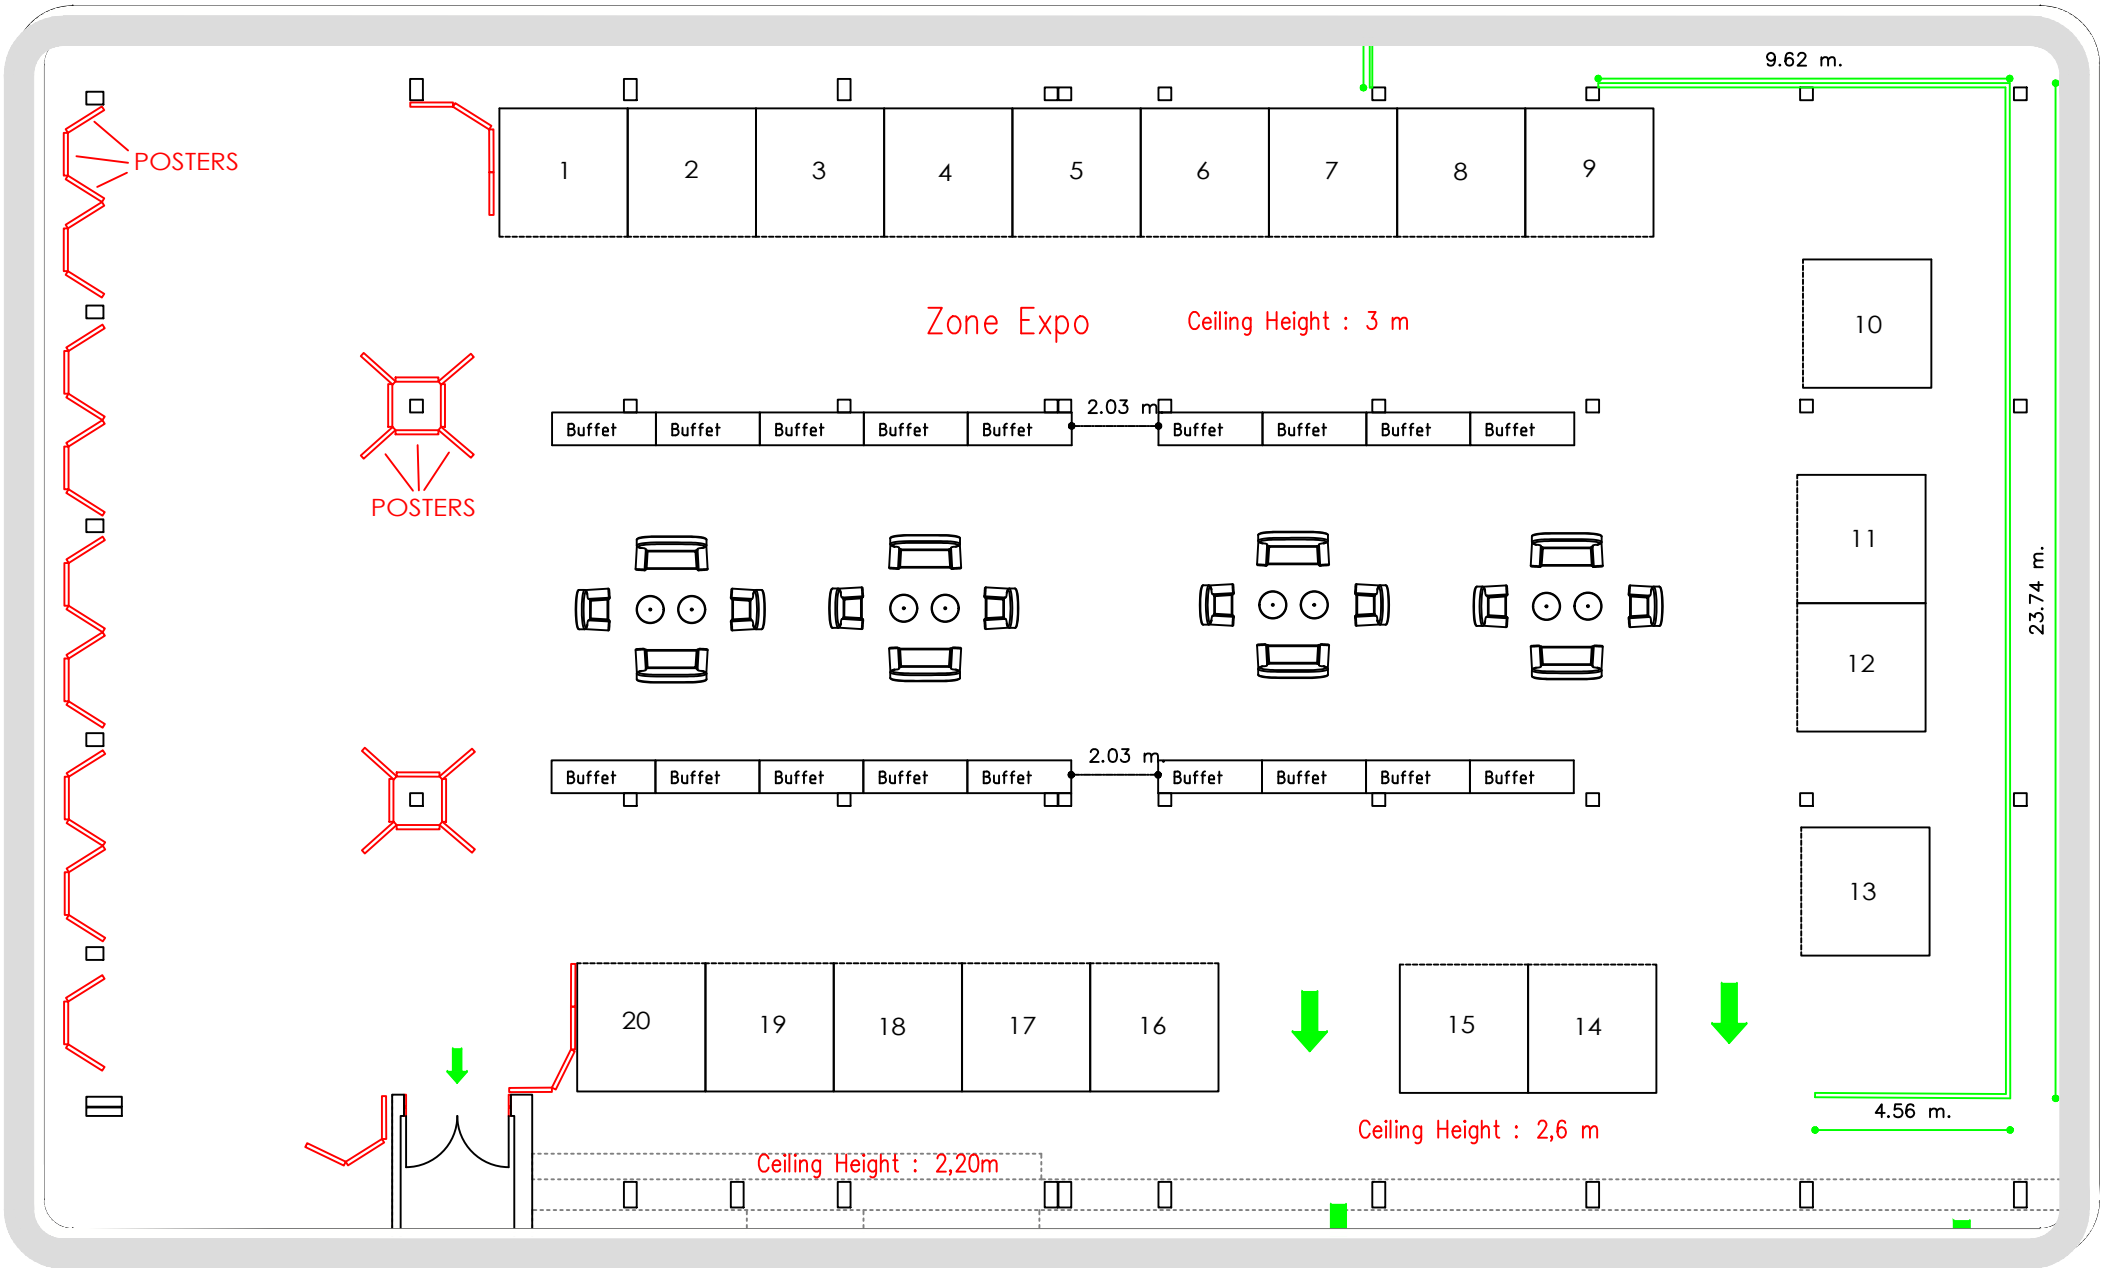 9.62 m.
POSTERS
1 2 3 4 5 6 7 8 9
Zone Expo
Ceiling Height : 3 m
10
2.03 m.
Buffet Buffet Buffet Buffet Buffet Buffet Buffet Buffet Buffet
POSTERS
11
23.74 m.
12
2.03 m.
Buffet Buffet Buffet Buffet Buffet Buffet Buffet Buffet Buffet
13
20 19 18 17 16 15 14
4.56 m.
Ceiling Height : 2,6 m
Ceiling Height : 2,20m